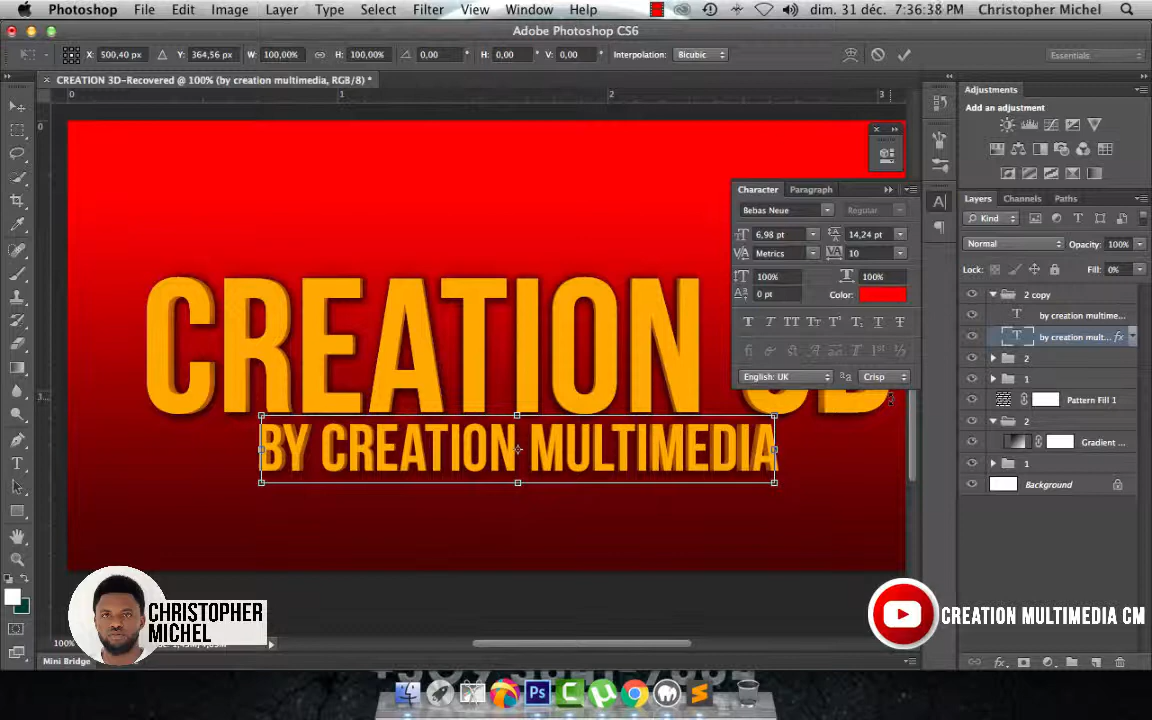 Photoshop File Edit Image Layer Type Select Filter View Window Help dim. 31 déc. 7:36:38 PM Christopher Michel
Adobe Photoshop CS6
X: 500,40 px Y: 364,56 px W: 100,00% H: 100,00% 0,00 ° H: 0,00 ° V: 0,00 ° Interpolation: Bicubic Essentials
CREATION 3D-Recovered @ 100% (by creation multimedia, RGB/8) *
0 1 2 3
Adjustments
Add an adjustment
Character Paragraph
Bebas Neue Regular
6,98 pt 14,24 pt
Metrics 10
100% 100%
0 pt Color:
English: UK Crisp
Layers Channels Paths
Kind
Normal Opacity: 100%
Lock: Fill: 0%
2 copy
by creation multime...
by creation mult... fx
2
1
Pattern Fill 1
2
Gradient ...
1
Background
CREATION 3D
BY CREATION MULTIMEDIA
CHRISTOPHER
MICHEL
CREATION MULTIMEDIA CM
100%
Mini Bridge